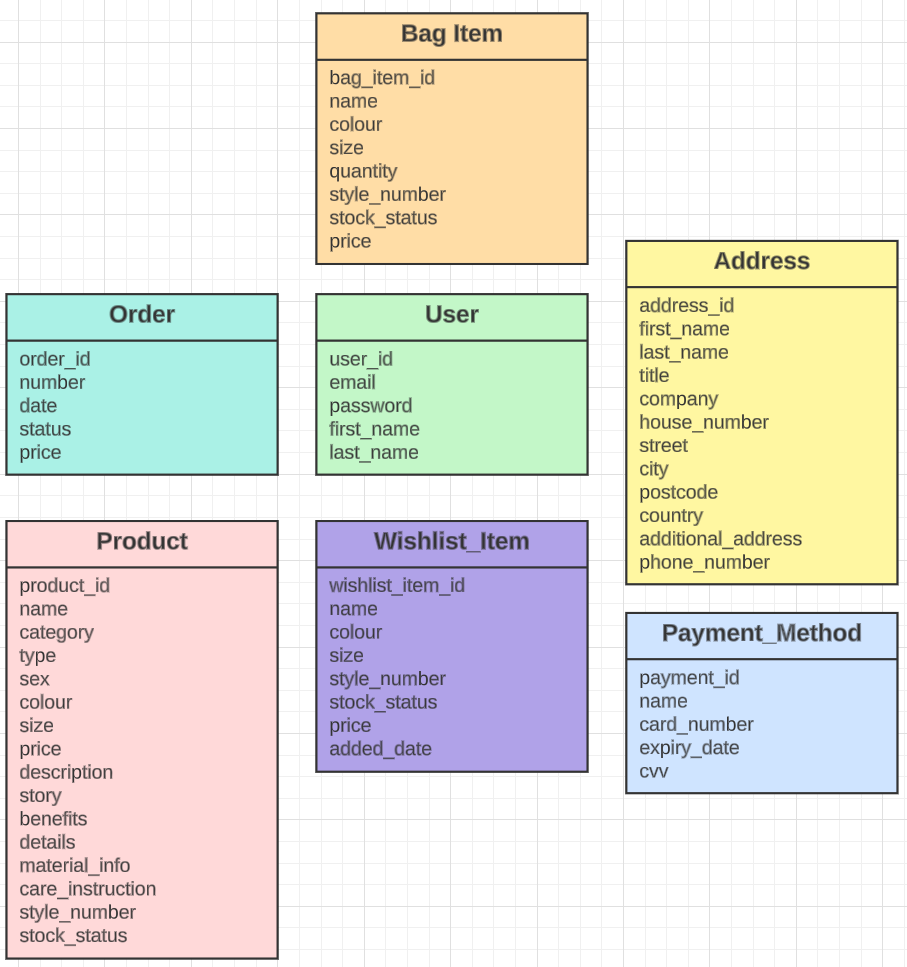 Bag Item
bag_item_id
name
colour
size
quantity
style_number
stock_status
price
Order
order_id
number
date
status
price
User
user_id
email
password
first_name
last_name
Address
address_id
first_name
last_name
title
company
house_number
street
city
postcode
country
additional_address
phone_number
Product
product_id
name
category
type
sex
colour
size
price
description
story
benefits
details
material_info
care_instruction
style_number
stock_status
Wishlist_Item
wishlist_item_id
name
colour
size
style_number
stock_status
price
added_date
Payment_Method
payment_id
name
card_number
expiry_date
cvv